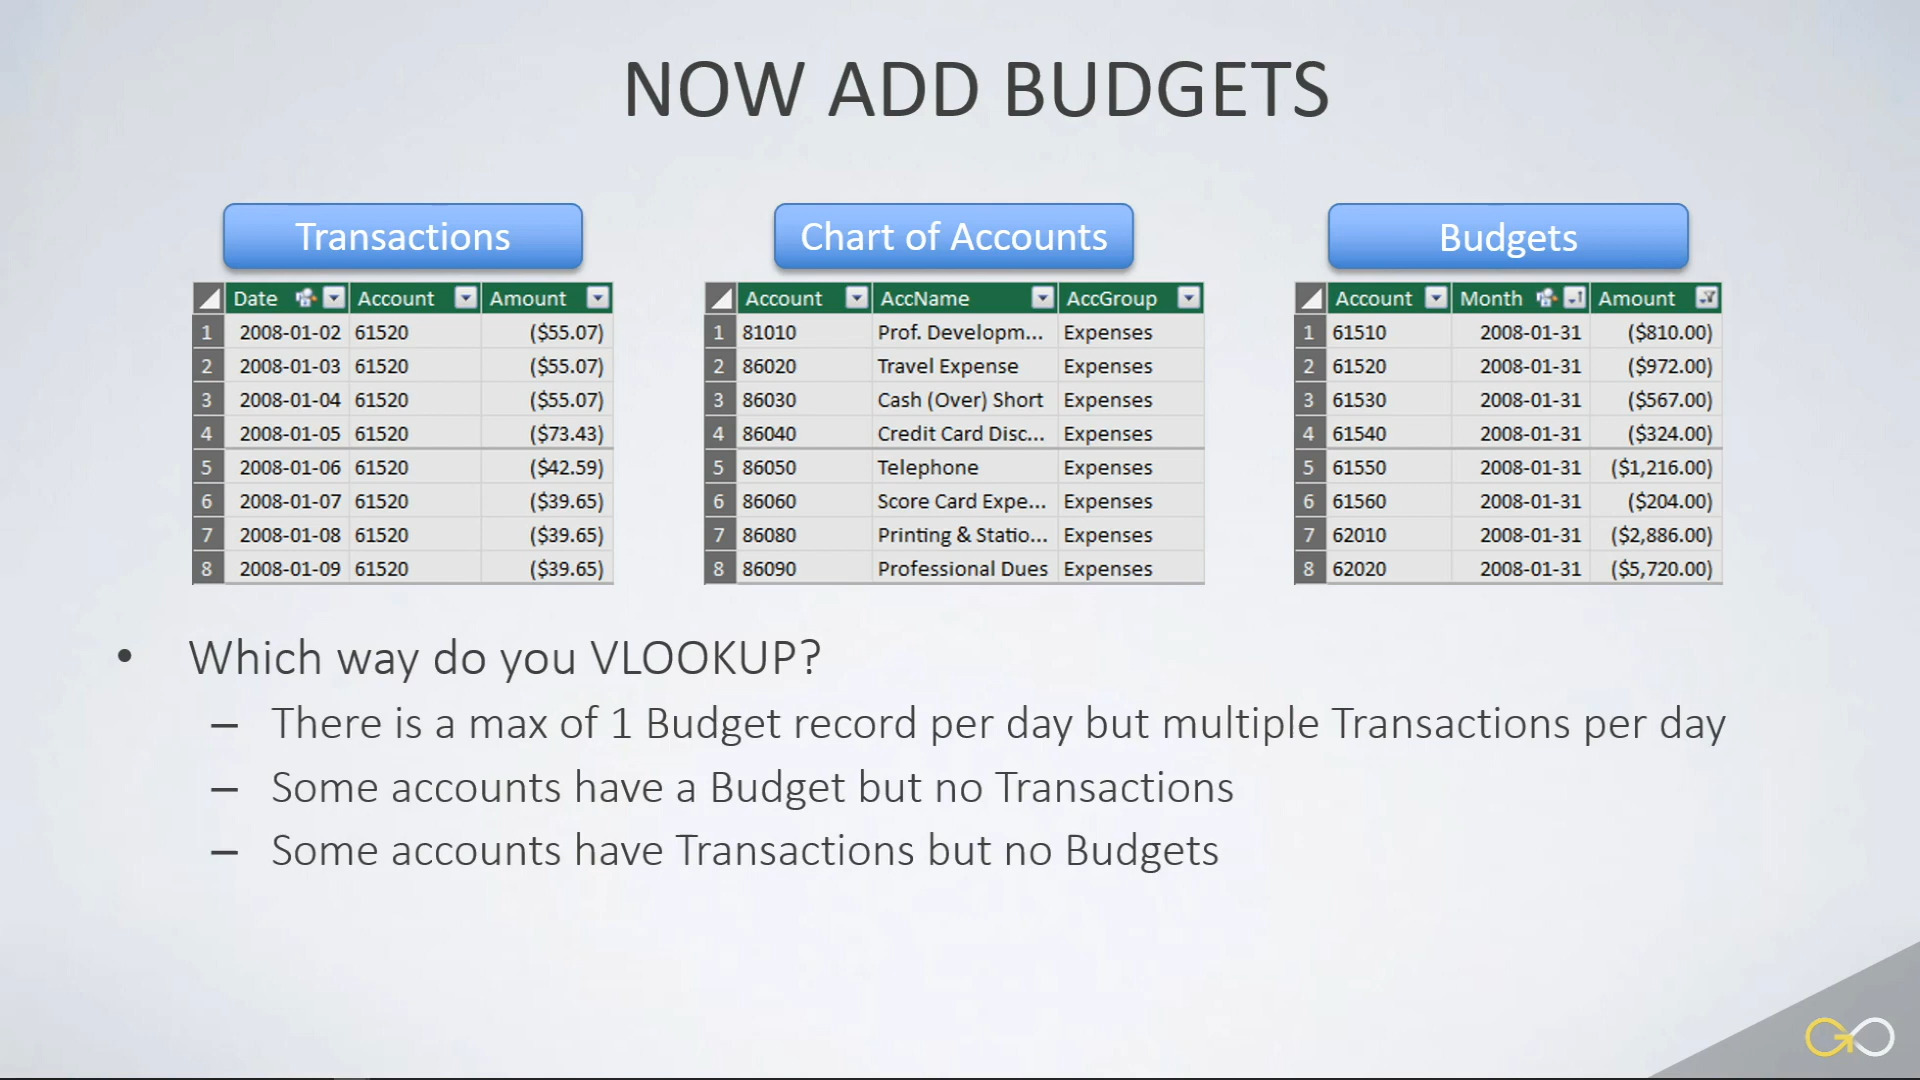 NOW ADD BUDGETS
Transactions
Date Account Amount
1 2008-01-02 61520 ($55.07)
2 2008-01-03 61520 ($55.07)
3 2008-01-04 61520 ($55.07)
4 2008-01-05 61520 ($73.43)
5 2008-01-06 61520 ($42.59)
6 2008-01-07 61520 ($39.65)
7 2008-01-08 61520 ($39.65)
8 2008-01-09 61520 ($39.65)
Chart of Accounts
Account AccName AccGroup
1 81010 Prof. Developm... Expenses
2 86020 Travel Expense Expenses
3 86030 Cash (Over) Short Expenses
4 86040 Credit Card Disc... Expenses
5 86050 Telephone Expenses
6 86060 Score Card Expe... Expenses
7 86080 Printing & Statio... Expenses
8 86090 Professional Dues Expenses
Budgets
Account Month Amount
1 61510 2008-01-31 ($810.00)
2 61520 2008-01-31 ($972.00)
3 61530 2008-01-31 ($567.00)
4 61540 2008-01-31 ($324.00)
5 61550 2008-01-31 ($1,216.00)
6 61560 2008-01-31 ($204.00)
7 62010 2008-01-31 ($2,886.00)
8 62020 2008-01-31 ($5,720.00)
• Which way do you VLOOKUP?
– There is a max of 1 Budget record per day but multiple Transactions per day
– Some accounts have a Budget but no Transactions
– Some accounts have Transactions but no Budgets